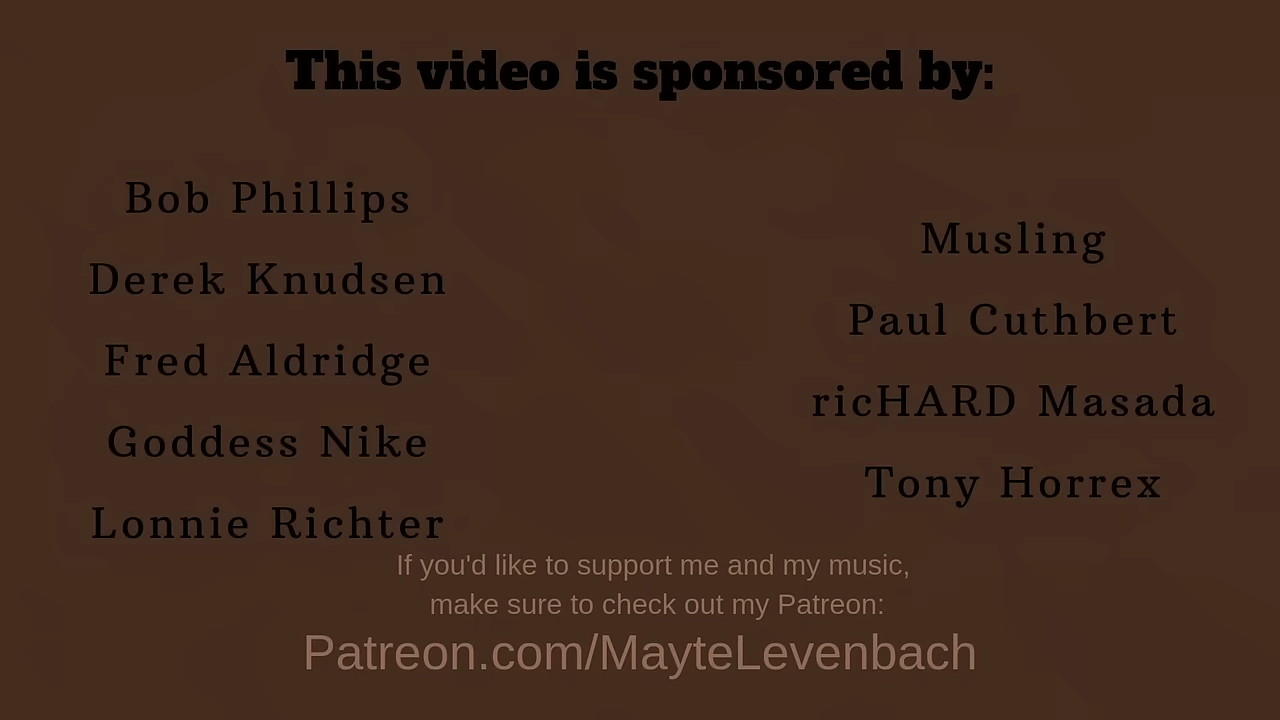 This video is sponsored by:
Bob Phillips
Derek Knudsen
Fred Aldridge
Goddess Nike
Lonnie Richter
Musling
Paul Cuthbert
ricHARD Masada
Tony Horrex
If you'd like to support me and my music,
make sure to check out my Patreon:
Patreon.com/MayteLevenbach